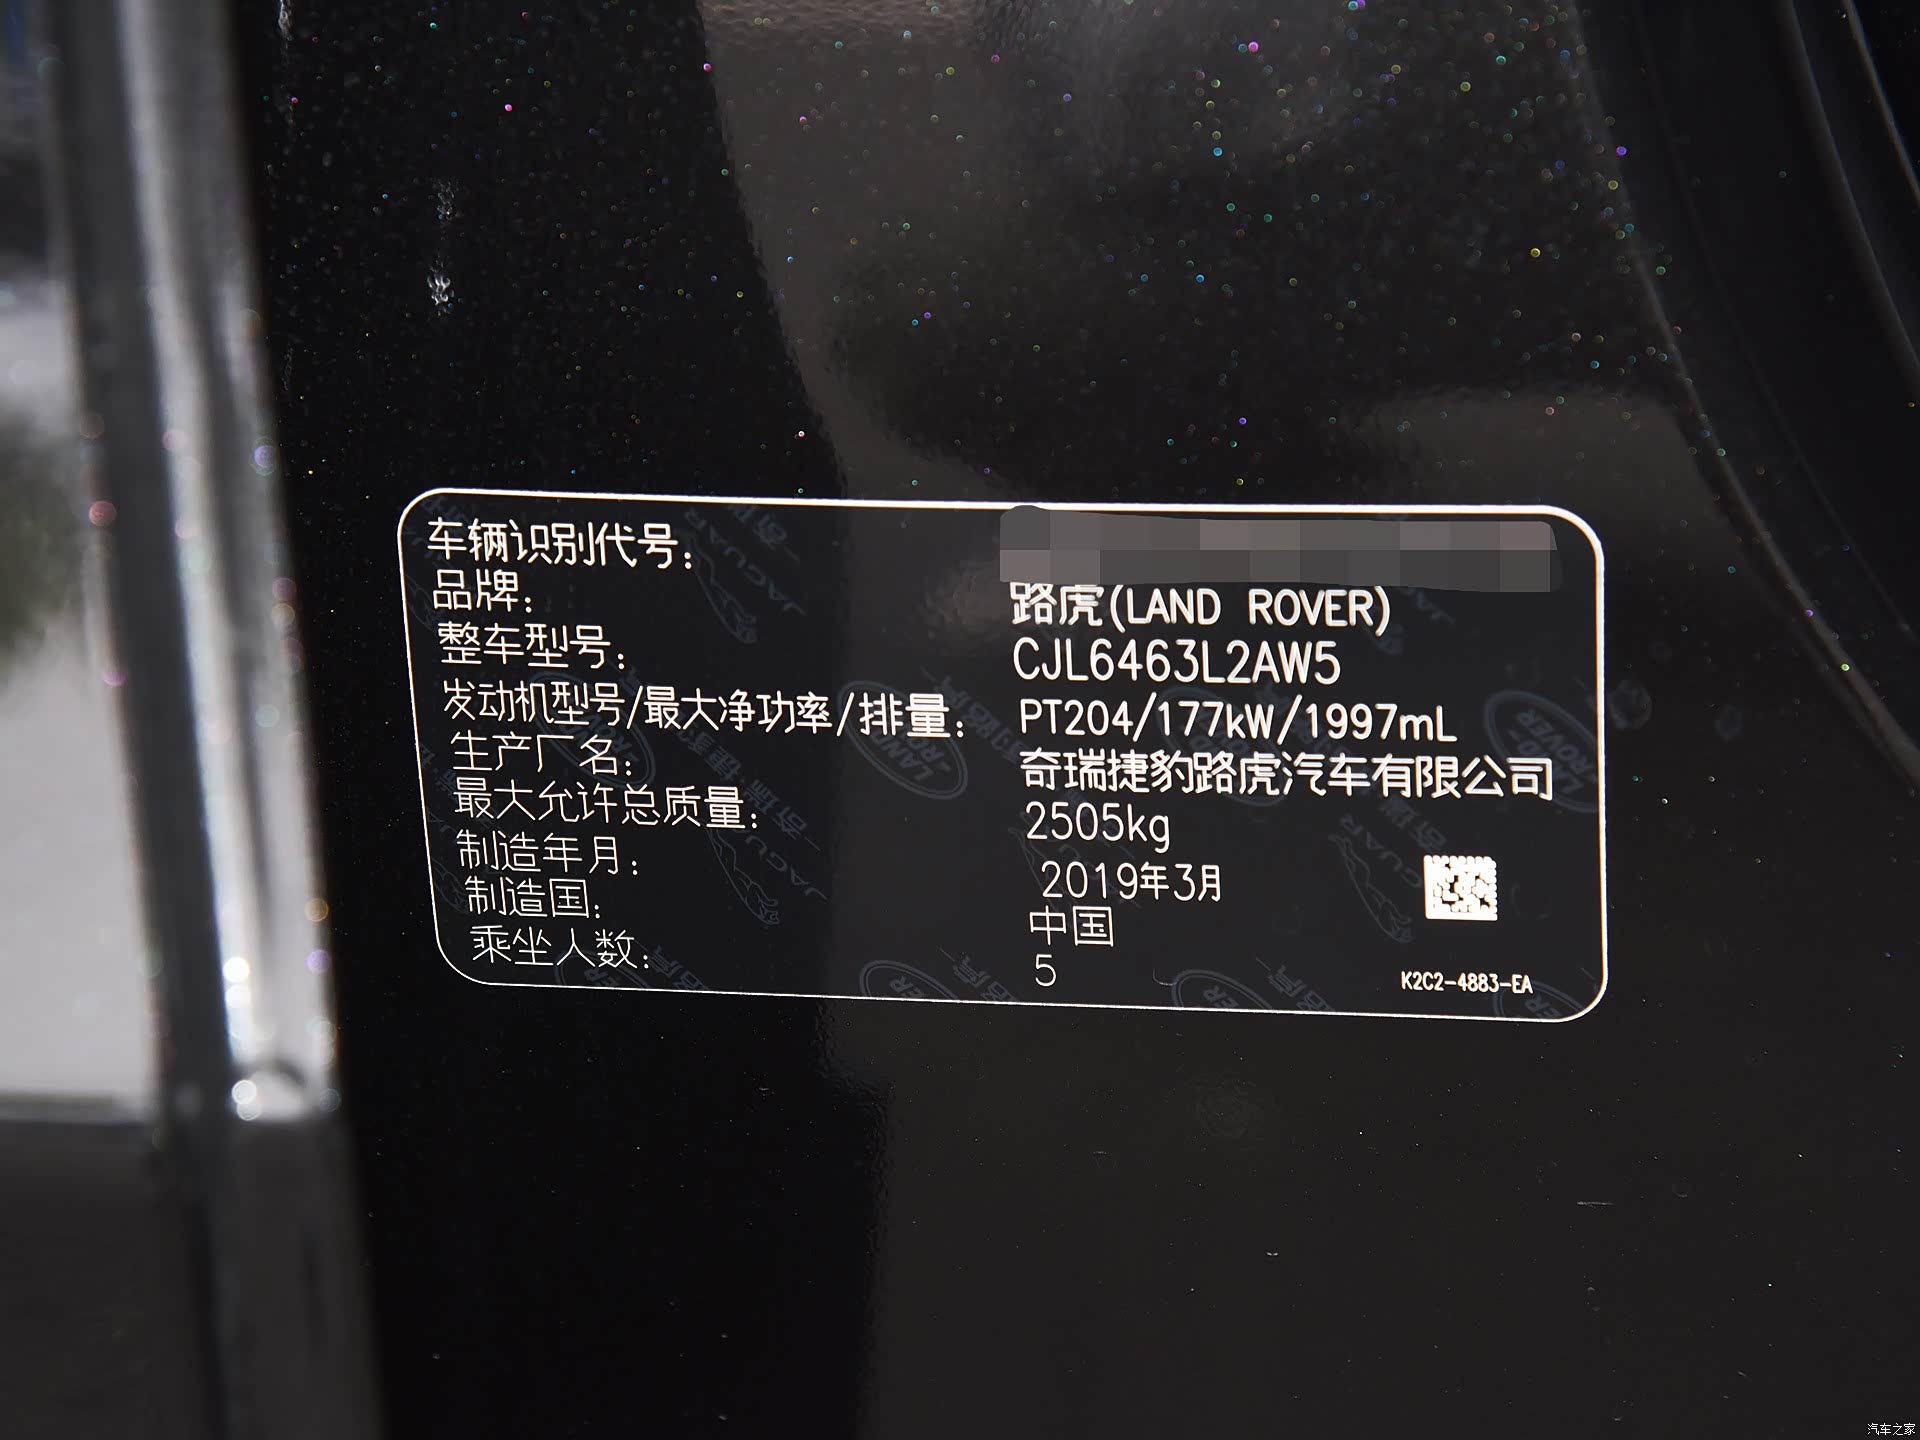 车辆识别代号:
品牌: 路虎(LAND ROVER)
整车型号: CJL6463L2AW5
发动机型号/最大净功率/排量: PT204/177kW/1997mL
生产厂名: 奇瑞捷豹路虎汽车有限公司
最大允许总质量: 2505kg
制造年月: 2019年3月
制造国: 中国
乘坐人数: 5
K2C2-4883-EA
汽车之家